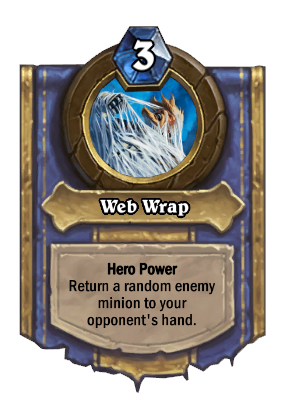 3
Web Wrap
Hero Power
Return a random enemy
minion to your
opponent's hand.